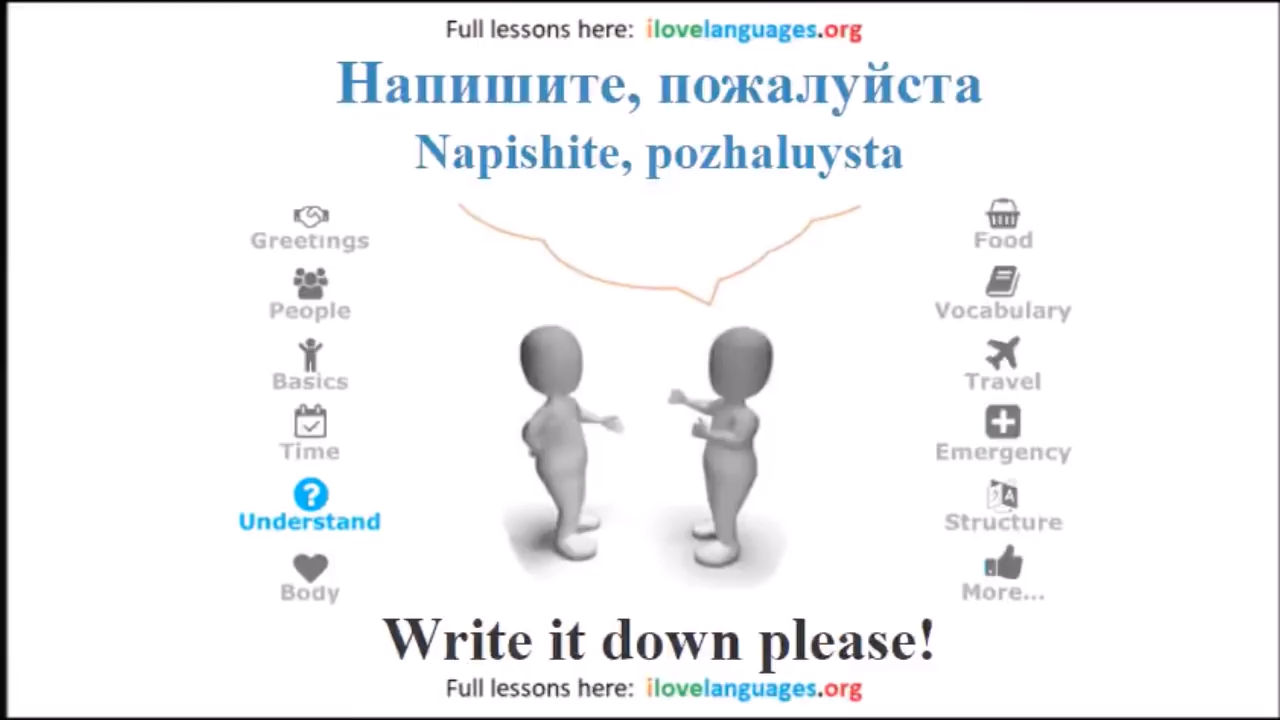 Full lessons here: ilovelanguages.org
Напишите, пожалуйста
Napishite, pozhaluysta
Greetings
People
Basics
Time
Understand
Body
Food
Vocabulary
Travel
Emergency
Structure
More...
Write it down please!
Full lessons here: ilovelanguages.org